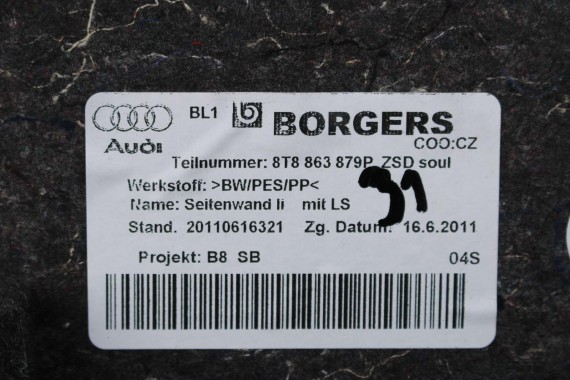 BL1 BORGERS
Audi COO:CZ
Teilnummer: 8T8 863 879P ZSD soul
Werkstoff: >BW/PES/PP<
Name: Seitenwand li mit LS
31
Stand. 20110616321 Zg. Datum: 16.6.2011
Projekt: B8 SB 04S